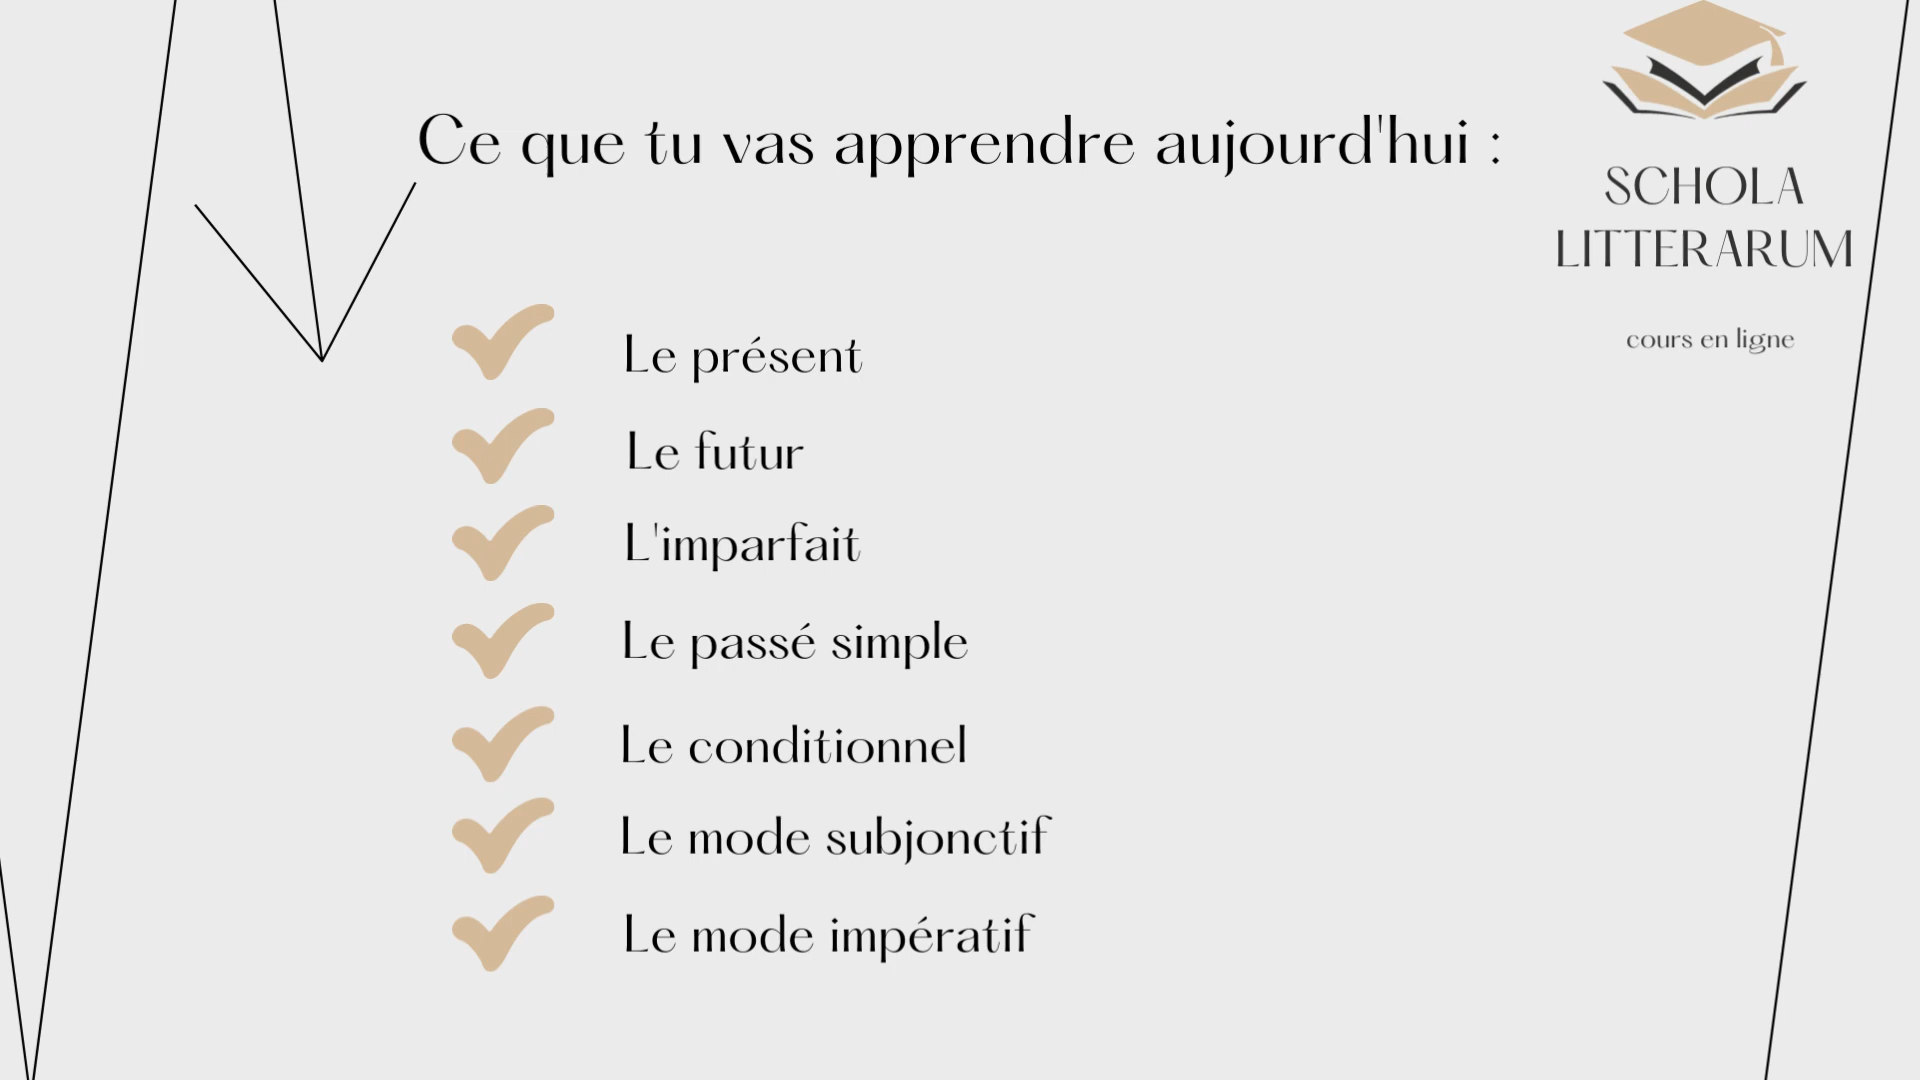 Ce que tu vas apprendre aujourd'hui :
SCHOLA
LITTERARUM
cours en ligne
Le présent
Le futur
L'imparfait
Le passé simple
Le conditionnel
Le mode subjonctif
Le mode impératif